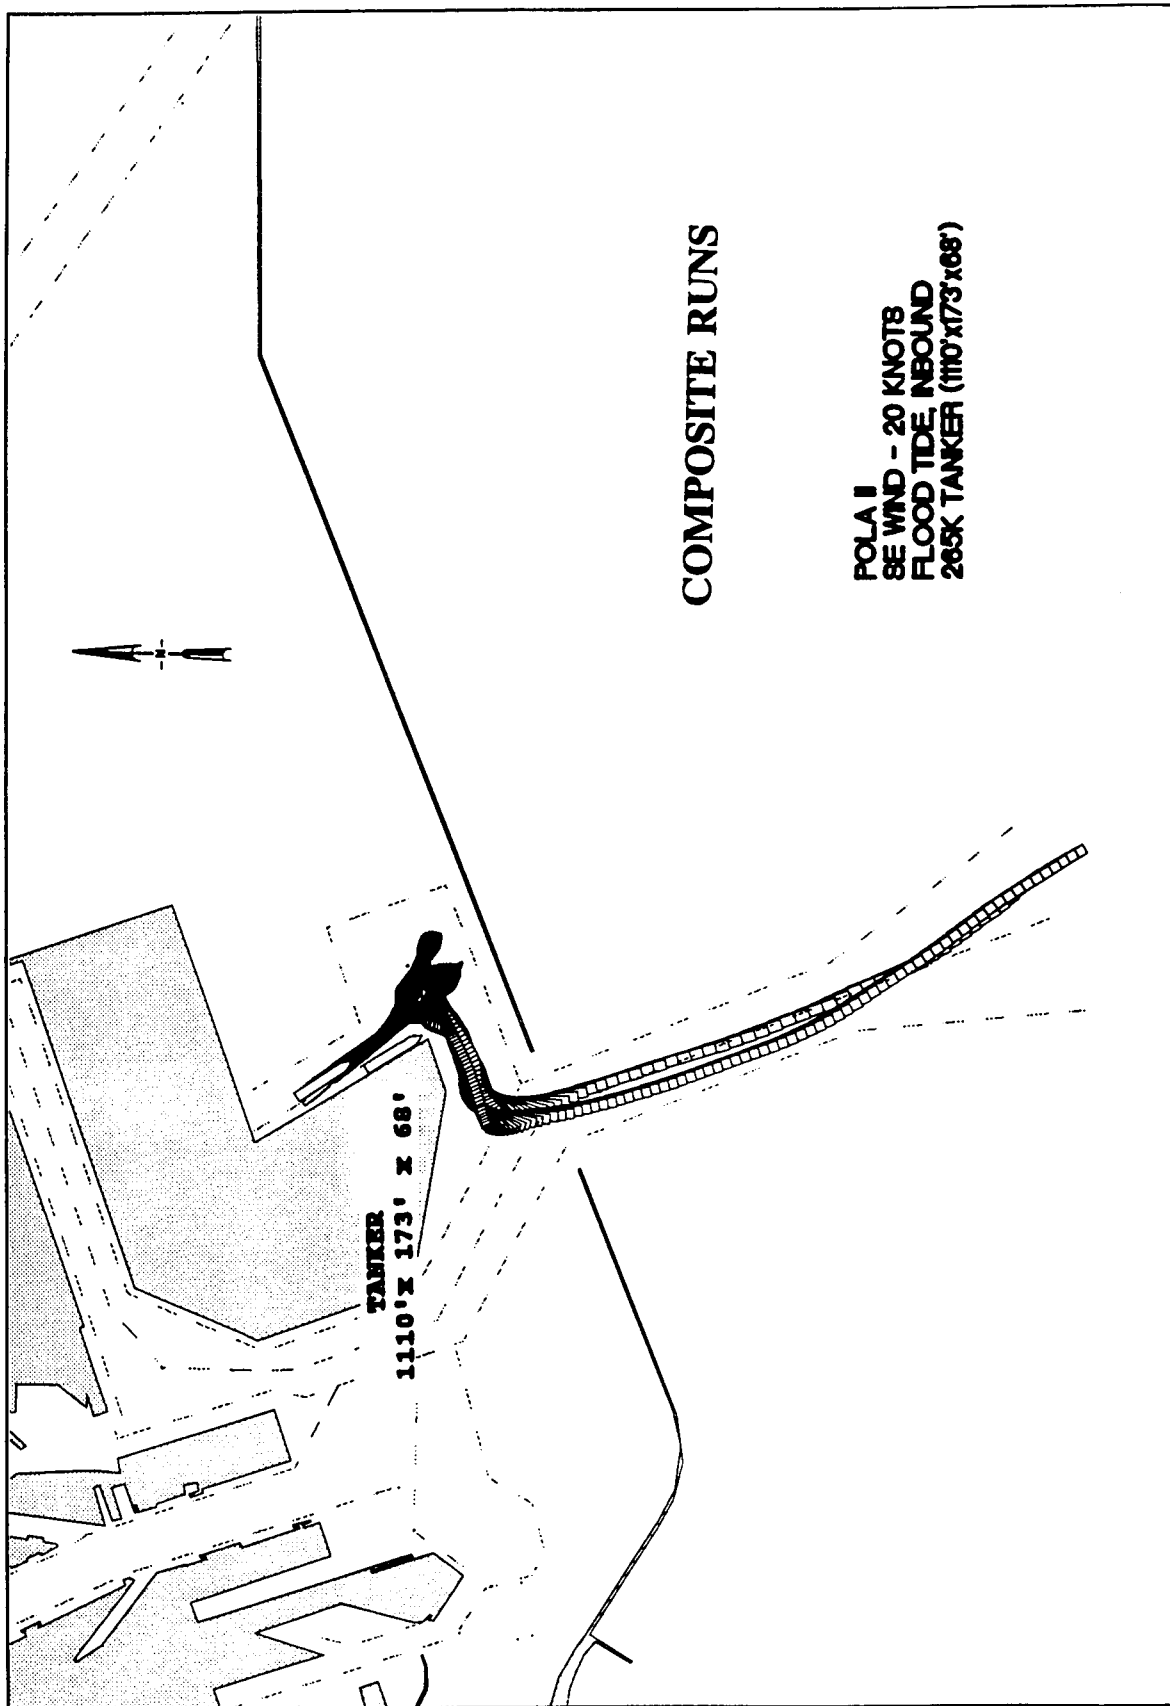 N
COMPOSITE RUNS
POLA II
SE WIND - 20 KNOTS
FLOOD TIDE, INBOUND
265K TANKER (1110'x173'x68')
TANKER
1110'x 173' x 68'